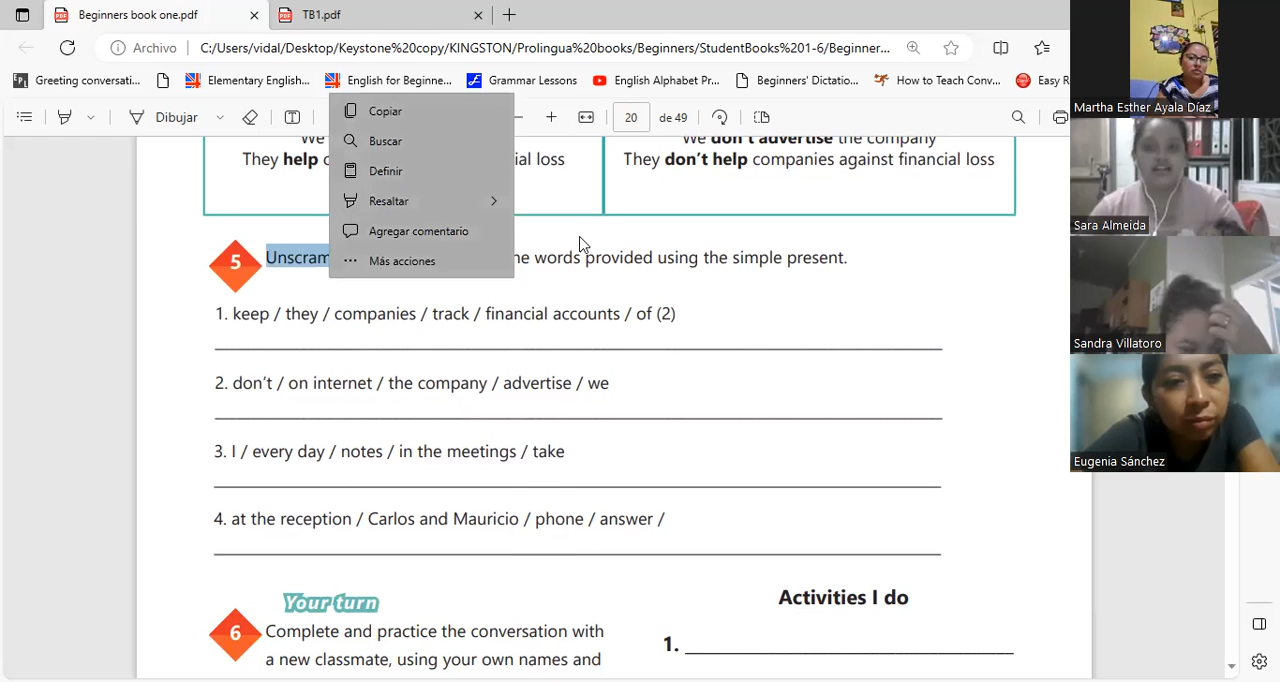 Beginners book one.pdf
TB1.pdf
Archivo
C:/Users/vidal/Desktop/Keystone%20copy/KINGSTON/Prolingua%20books/Beginners/StudentBooks%201-6/Beginner...
Greeting conversati...
Elementary English...
English for Beginne...
Grammar Lessons
English Alphabet Pr...
Beginners' Dictatio...
How to Teach Conv...
Easy R
Dibujar
20
de 49
Copiar
Buscar
Definir
Resaltar
Agregar comentario
Más acciones
We
They help
ial loss
We don't advertise the company
They don't help companies against financial loss
5 Unscram
e words provided using the simple present.
1. keep / they / companies / track / financial accounts / of (2)
2. don't / on internet / the company / advertise / we
3. I / every day / notes / in the meetings / take
4. at the reception / Carlos and Mauricio / phone / answer /
Your turn
6 Complete and practice the conversation with
a new classmate, using your own names and
Activities I do
1.
Martha Esther Ayala Díaz
Sara Almeida
Sandra Villatoro
Eugenia Sánchez